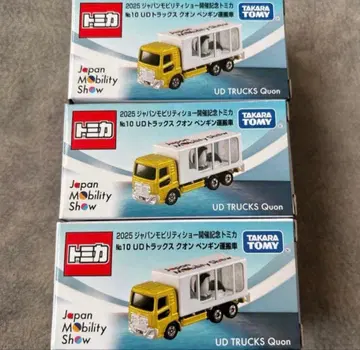 トミカ
2025 ジャパンモビリティショー開催記念トミカ
№10 UDトラックス クオン ペンギン運搬車
TAKARA
TOMY
Japan
Mobility
Show
UD TRUCKS Quon
トミカ
2025 ジャパンモビリティショー開催記念トミカ
№10 UDトラックス クオン ペンギン運搬車
TAKARA
TOMY
Japan
Mobility
Show
UD TRUCKS Quon
トミカ
2025 ジャパンモビリティショー開催記念トミカ
№10 UDトラックス クオン ペンギン運搬車
TAKARA
TOMY
Japan
Mobility
Show
UD TRUCKS Quon